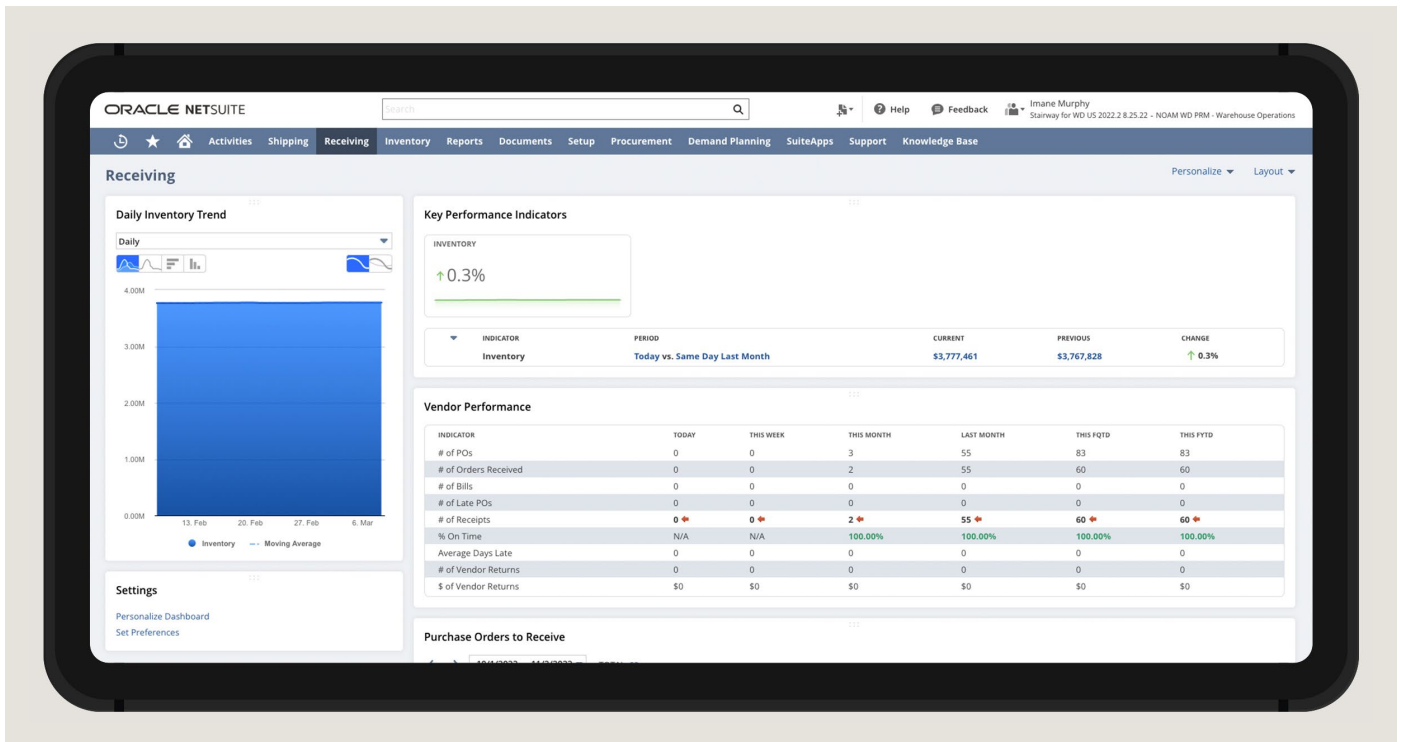 ORACLE NETSUITE
Search
Help
Feedback
Imane Murphy
Stairway for WD US 2022.2 8.25.22 - NOAM WD PRM - Warehouse Operations
Activities Shipping Receiving Inventory Reports Documents Setup Procurement Demand Planning SuiteApps Support Knowledge Base
Receiving
Personalize Layout
Daily Inventory Trend
Daily
4.00M
3.00M
2.00M
1.00M
0.00M
13. Feb 20. Feb 27. Feb 6. Mar
Inventory Moving Average
Settings
Personalize Dashboard
Set Preferences
Key Performance Indicators
INVENTORY
↑0.3%
INDICATOR PERIOD CURRENT PREVIOUS CHANGE
Inventory Today vs. Same Day Last Month $3,777,461 $3,767,828 ↑ 0.3%
Vendor Performance
INDICATOR TODAY THIS WEEK THIS MONTH LAST MONTH THIS FQTD THIS FYTD
# of POs 0 0 3 55 83 83
# of Orders Received 0 0 2 55 60 60
# of Bills 0 0 0 0 0 0
# of Late POs 0 0 0 0 0 0
# of Receipts 0 0 2 55 60 60
% On Time N/A N/A 100.00% 100.00% 100.00% 100.00%
Average Days Late 0 0 0 0 0 0
# of Vendor Returns 0 0 0 0 0 0
$ of Vendor Returns $0 $0 $0 $0 $0 $0
Purchase Orders to Receive